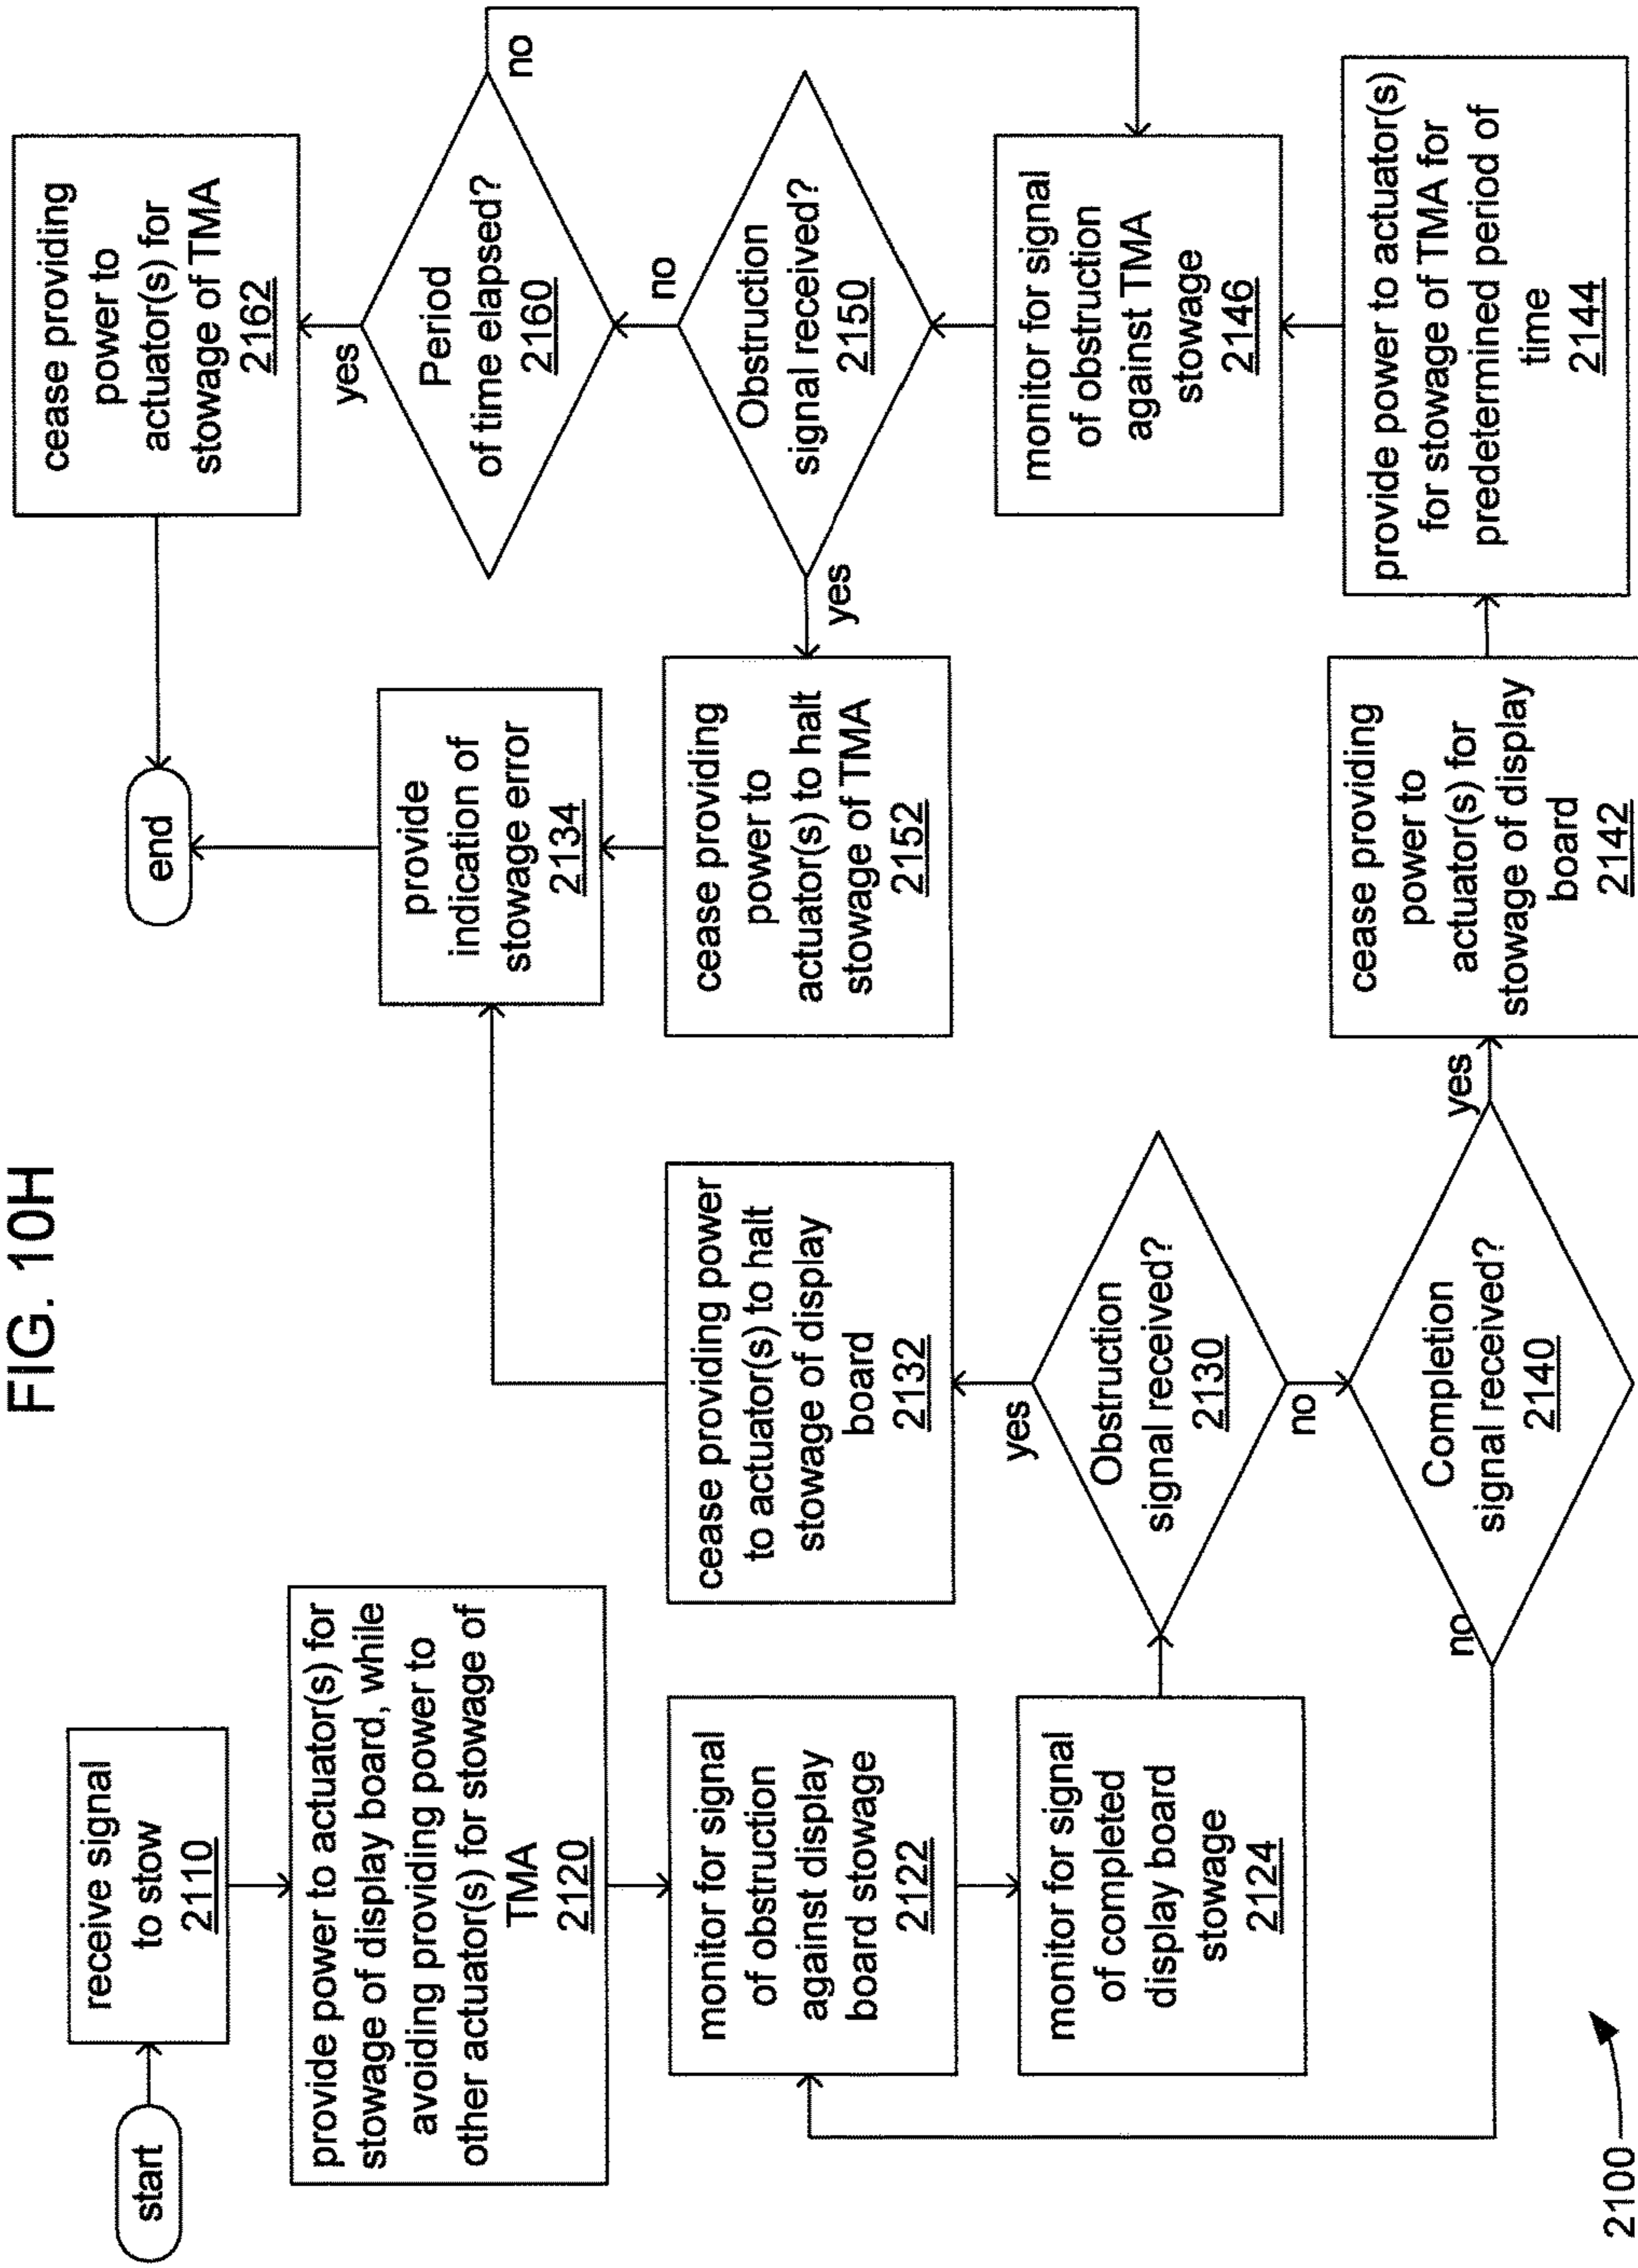 FIG. 10H
start
receive signal
to stow
2110
provide power to actuator(s) for
stowage of display board, while
avoiding providing power to
other actuator(s) for stowage of
TMA
2120
monitor for signal
of obstruction
against display
board stowage
2122
monitor for signal
of completed
display board
stowage
2124
Obstruction
signal received?
2130
yes
no
cease providing power
to actuator(s) to halt
stowage of display
board
2132
Completion
signal received?
2140
no
yes
cease providing
power to
actuator(s) for
stowage of display
board
2142
provide power to actuator(s)
for stowage of TMA for
predetermined period of
time
2144
monitor for signal
of obstruction
against TMA
stowage
2146
Obstruction
signal received?
2150
yes
no
cease providing
power to
actuator(s) to halt
stowage of TMA
2152
provide
indication of
stowage error
2134
Period
of time elapsed?
2160
yes
no
cease providing
power to
actuator(s) for
stowage of TMA
2162
end
2100